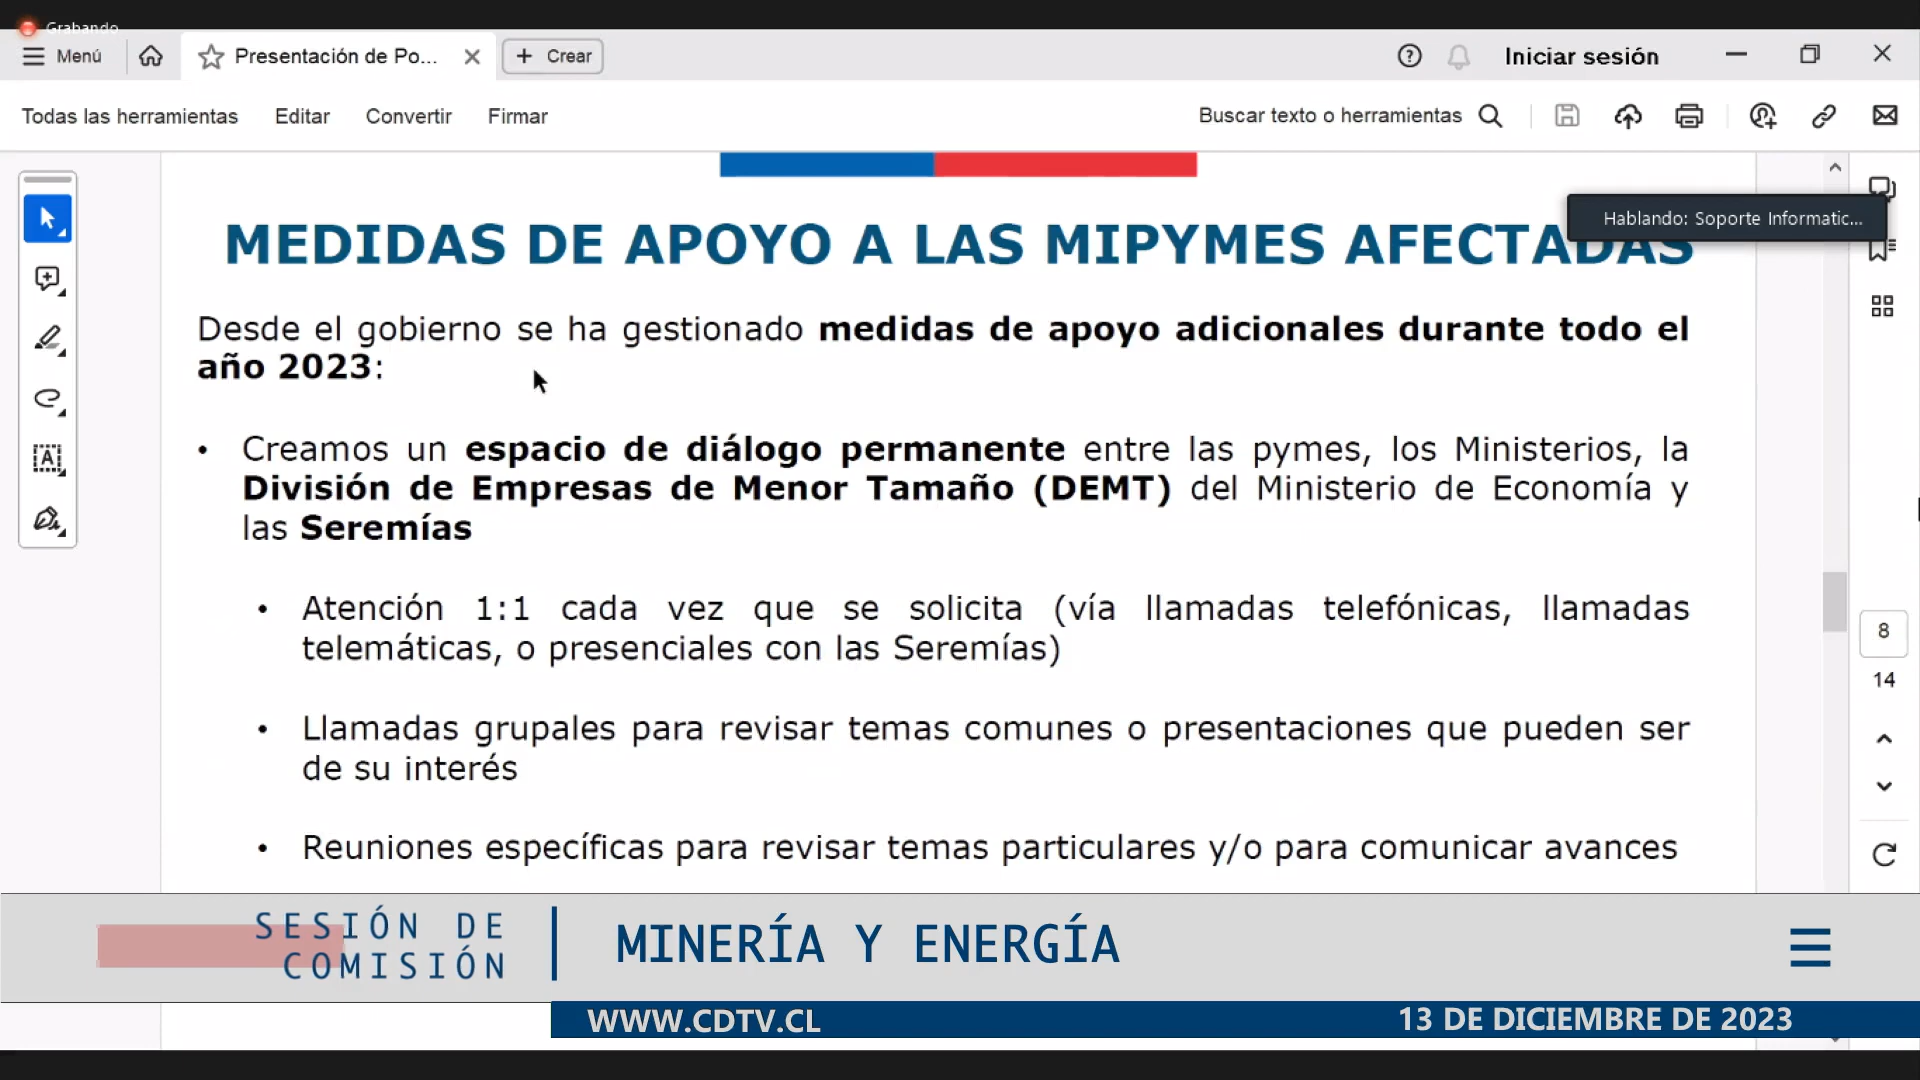 Grabando
Menú
Presentación de Po...
Crear
Iniciar sesión
Todas las herramientas
Editar
Convertir
Firmar
Buscar texto o herramientas
Hablando: Soporte Informatic...
MEDIDAS DE APOYO A LAS MIPYMES AFECTADAS
Desde el gobierno se ha gestionado medidas de apoyo adicionales durante todo el
año 2023:
• Creamos un espacio de diálogo permanente entre las pymes, los Ministerios, la
División de Empresas de Menor Tamaño (DEMT) del Ministerio de Economía y
las Seremías
• Atención 1:1 cada vez que se solicita (vía llamadas telefónicas, llamadas
telemáticas, o presenciales con las Seremías)
• Llamadas grupales para revisar temas comunes o presentaciones que pueden ser
de su interés
• Reuniones específicas para revisar temas particulares y/o para comunicar avances
8
14
SESIÓN DE
COMISIÓN
MINERÍA Y ENERGÍA
WWW.CDTV.CL
13 DE DICIEMBRE DE 2023